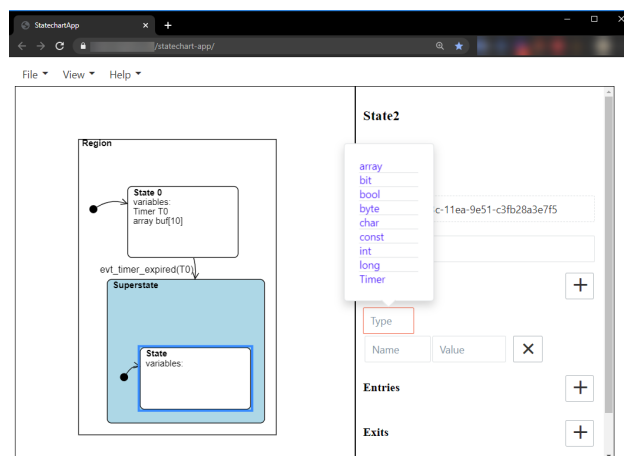 StatechartApp
/statechart-app/
File
View
Help
Region
State 0
variables:
Timer T0
array buf[10]
evt_timer_expired(T0)
Superstate
State
variables:
State2
array
bit
bool
byte
char
const
int
long
Timer
c-11ea-9e51-c3fb28a3e7f5
Type
Name
Value
Entries
Exits